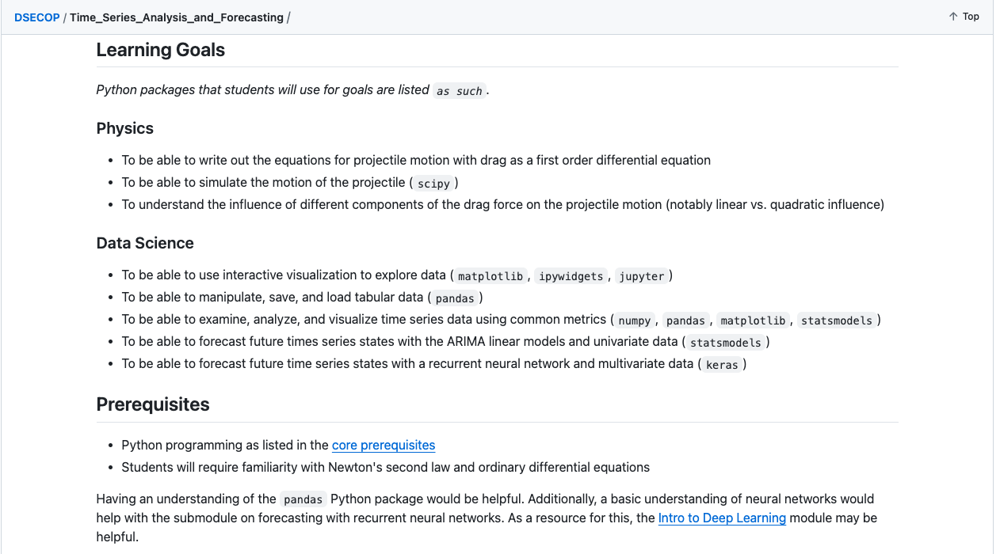 DSECOP / Time_Series_Analysis_and_Forecasting /
↑ Top
Learning Goals
Python packages that students will use for goals are listed as such.
Physics
• To be able to write out the equations for projectile motion with drag as a first order differential equation
• To be able to simulate the motion of the projectile ( scipy )
• To understand the influence of different components of the drag force on the projectile motion (notably linear vs. quadratic influence)
Data Science
• To be able to use interactive visualization to explore data ( matplotlib , ipywidgets , jupyter )
• To be able to manipulate, save, and load tabular data ( pandas )
• To be able to examine, analyze, and visualize time series data using common metrics ( numpy , pandas , matplotlib , statsmodels )
• To be able to forecast future times series states with the ARIMA linear models and univariate data ( statsmodels )
• To be able to forecast future time series states with a recurrent neural network and multivariate data ( keras )
Prerequisites
• Python programming as listed in the core prerequisites
• Students will require familiarity with Newton's second law and ordinary differential equations
Having an understanding of the pandas Python package would be helpful. Additionally, a basic understanding of neural networks would
help with the submodule on forecasting with recurrent neural networks. As a resource for this, the Intro to Deep Learning module may be
helpful.